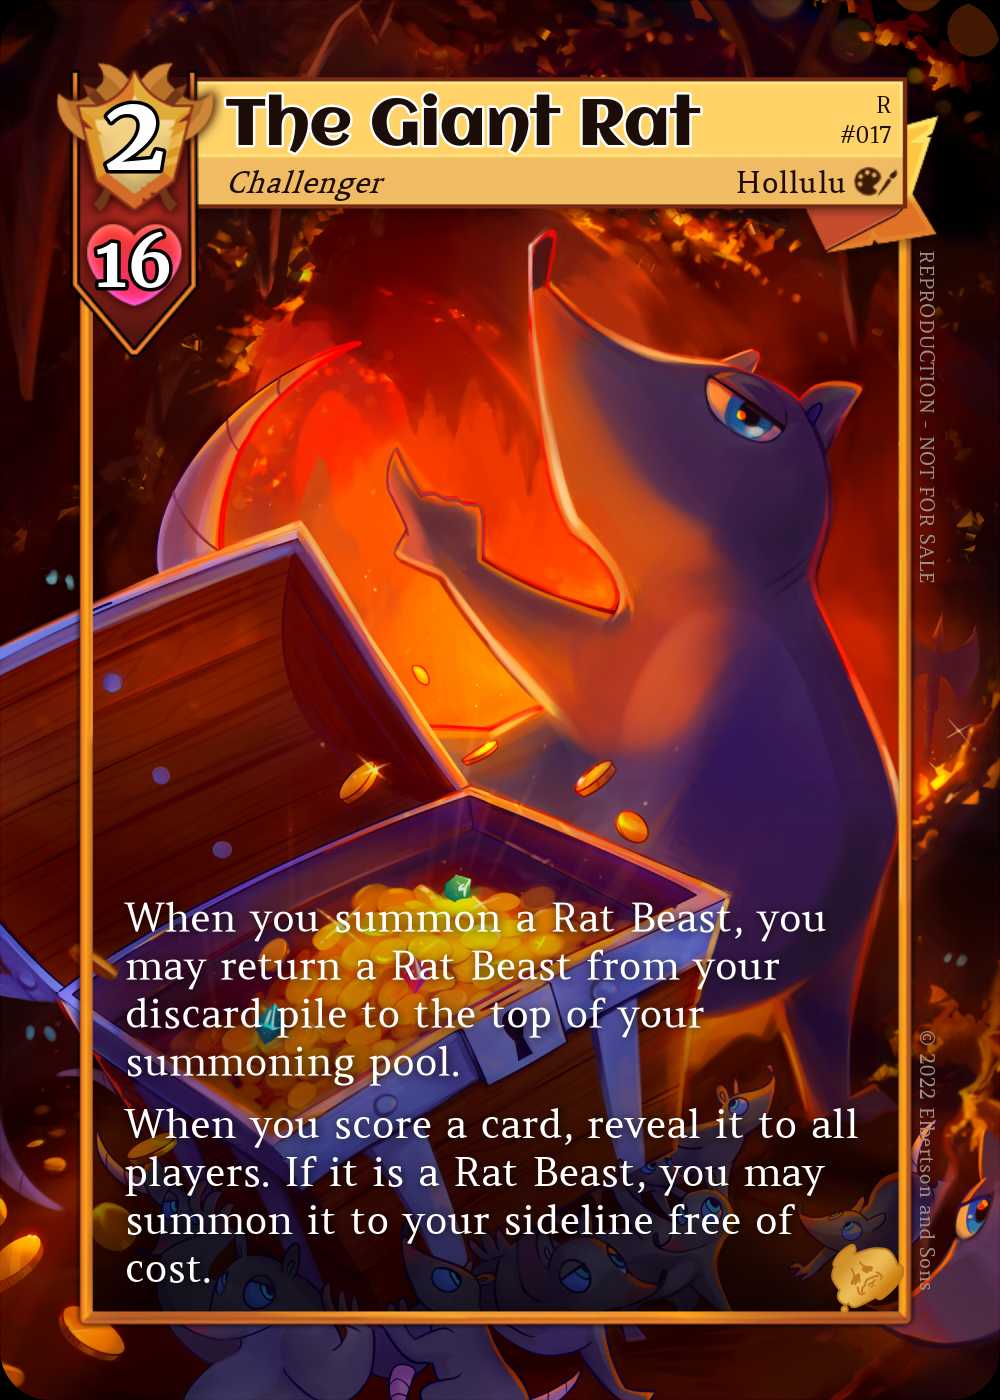 2
The Giant Rat
R
#017
Challenger
Hollulu
16
When you summon a Rat Beast, you
may return a Rat Beast from your
discard pile to the top of your
summoning pool.
When you score a card, reveal it to all
players. If it is a Rat Beast, you may
summon it to your sideline free of
cost.
REPRODUCTION - NOT FOR SALE
© 2022 Elbertson and Sons